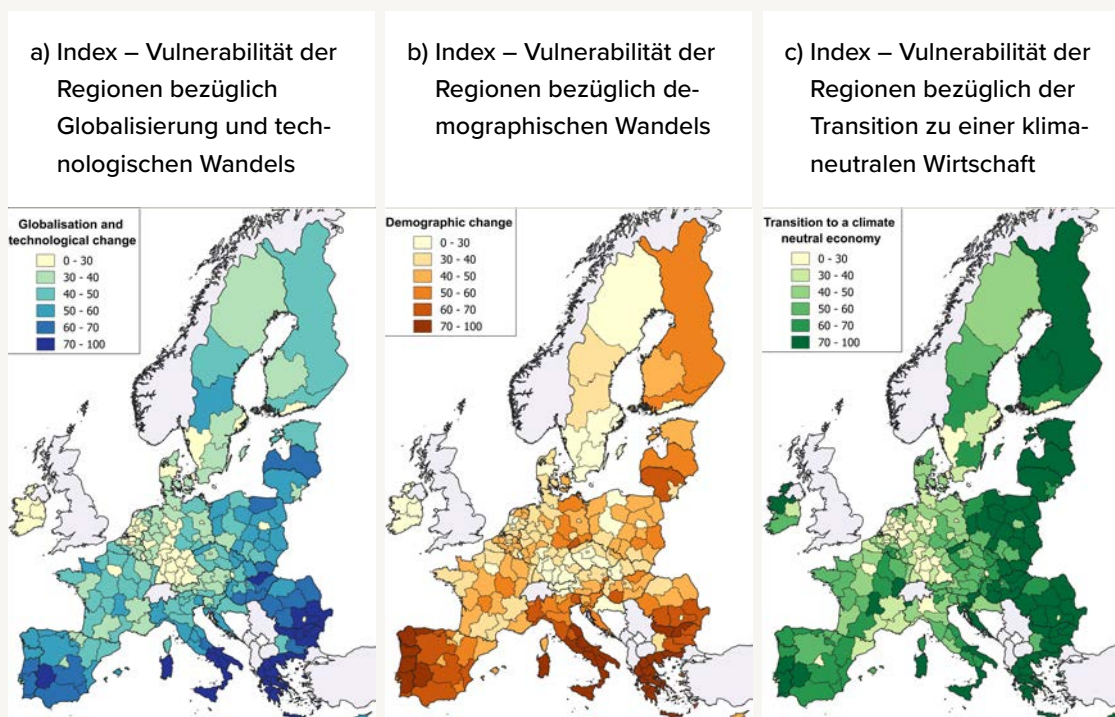 a) Index – Vulnerabilität der
Regionen bezüglich
Globalisierung und tech-
nologischen Wandels
b) Index – Vulnerabilität der
Regionen bezüglich de-
mographischen Wandels
c) Index – Vulnerabilität der
Regionen bezüglich der
Transition zu einer klima-
neutralen Wirtschaft
Globalisation and
technological change
0 - 30
30 - 40
40 - 50
50 - 60
60 - 70
70 - 100
Demographic change
0 - 30
30 - 40
40 - 50
50 - 60
60 - 70
70 - 100
Transition to a climate
neutral economy
0 - 30
30 - 40
40 - 50
50 - 60
60 - 70
70 - 100